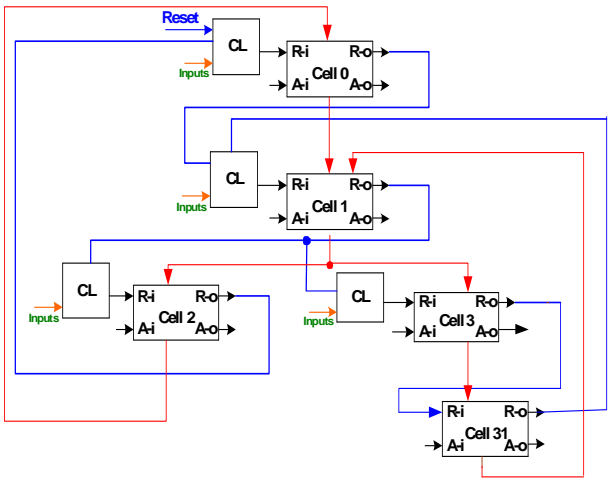 Reset
CL
Inputs
R-i R-o
Cell 0
A-i A-o
CL
Inputs
R-i R-o
Cell 1
A-i A-o
CL
Inputs
R-i R-o
Cell 2
A-i A-o
CL
Inputs
R-i R-o
Cell 3
A-i A-o
R-i R-o
Cell 31
A-i A-o